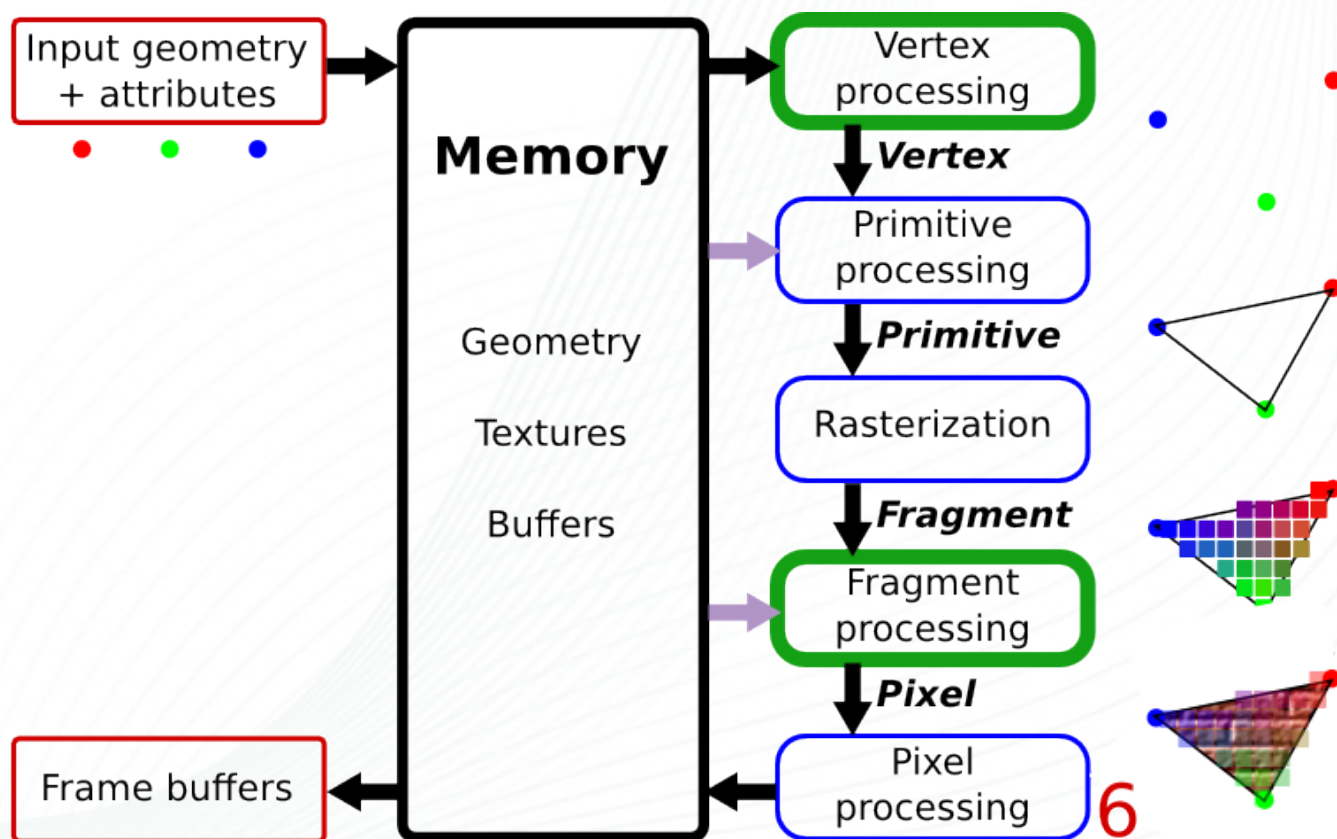 Input geometry
+ attributes
Memory
Geometry
Textures
Buffers
Vertex
processing
Vertex
Primitive
processing
Primitive
Rasterization
Fragment
Fragment
processing
Pixel
Pixel
processing
Frame buffers
6